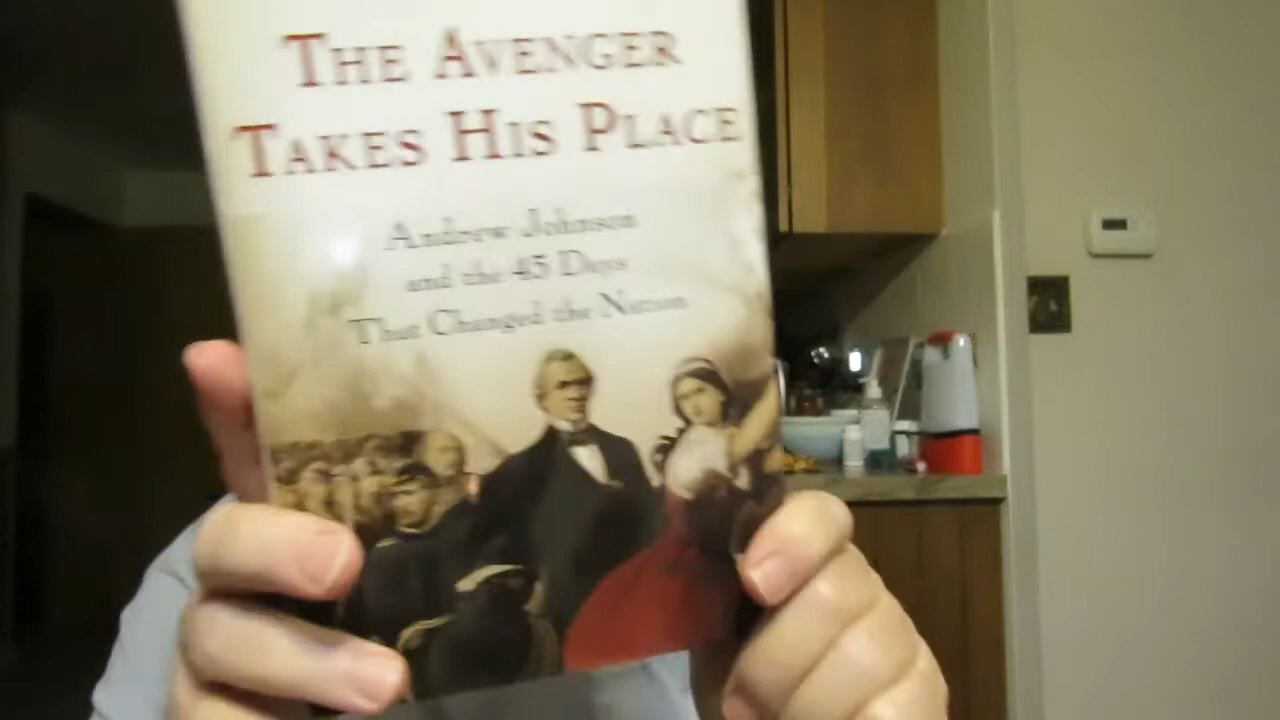 THE AVENGER
TAKES HIS PLACE
Andrew Johnson
and the 45 Days
That Changed the Nation